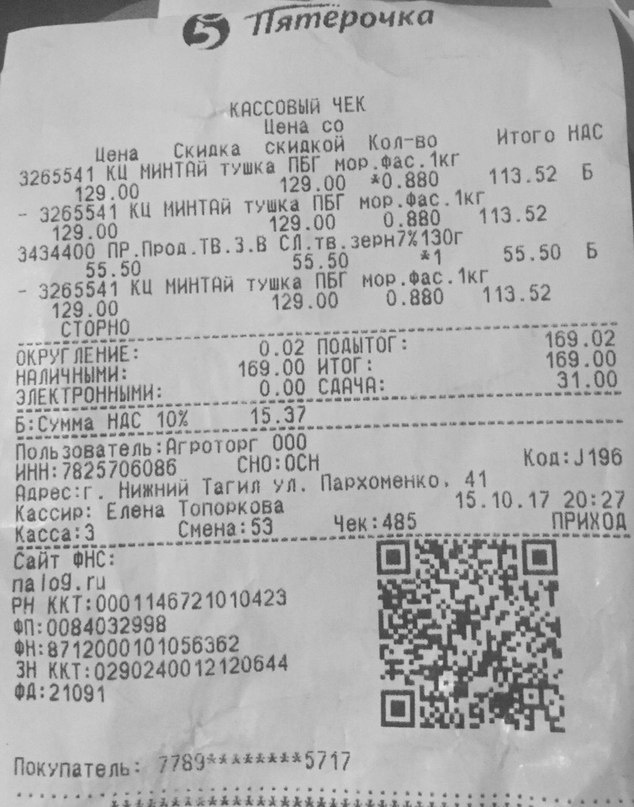 5 Пятёрочка
КАССОВЫЙ ЧЕК
Цена со
Цена Скидка скидкой Кол-во Итого НДС
3265541 КЦ МИНТАЙ тушка ПБГ мор.фас.1кг
129.00 129.00 *0.880 113.52 Б
- 3265541 КЦ МИНТАЙ тушка ПБГ мор.фас.1кг
129.00 129.00 0.880 113.52
3434400 ПР.Прод.ТВ.З.В СЛ.тв.зерн7%130г
55.50 55.50 *1 55.50 Б
- 3265541 КЦ МИНТАЙ тушка ПБГ мор.фас.1кг
129.00 129.00 0.880 113.52
СТОРНО
ОКРУГЛЕНИЕ: 0.02 ПОДЫТОГ: 169.02
НАЛИЧНЫМИ: 169.00 ИТОГ: 169.00
ЭЛЕКТРОННЫМИ: 0.00 СДАЧА: 31.00
Б:Сумма НДС 10% 15.37
Пользователь:Агроторг ООО
ИНН:7825706086 СНО:ОСН Код:J196
Адрес:г. Нижний Тагил ул. Пархоменко, 41
Кассир: Елена Топоркова 15.10.17 20:27
Касса:3 Смена:53 Чек:485 ПРИХОД
Сайт ФНС:
nalog.ru
РН ККТ:0001146721010423
ФП:0084032998
ФН:8712000101056362
ЗН ККТ:0290240012120644
ФД:21091
Покупатель: 7789********5717